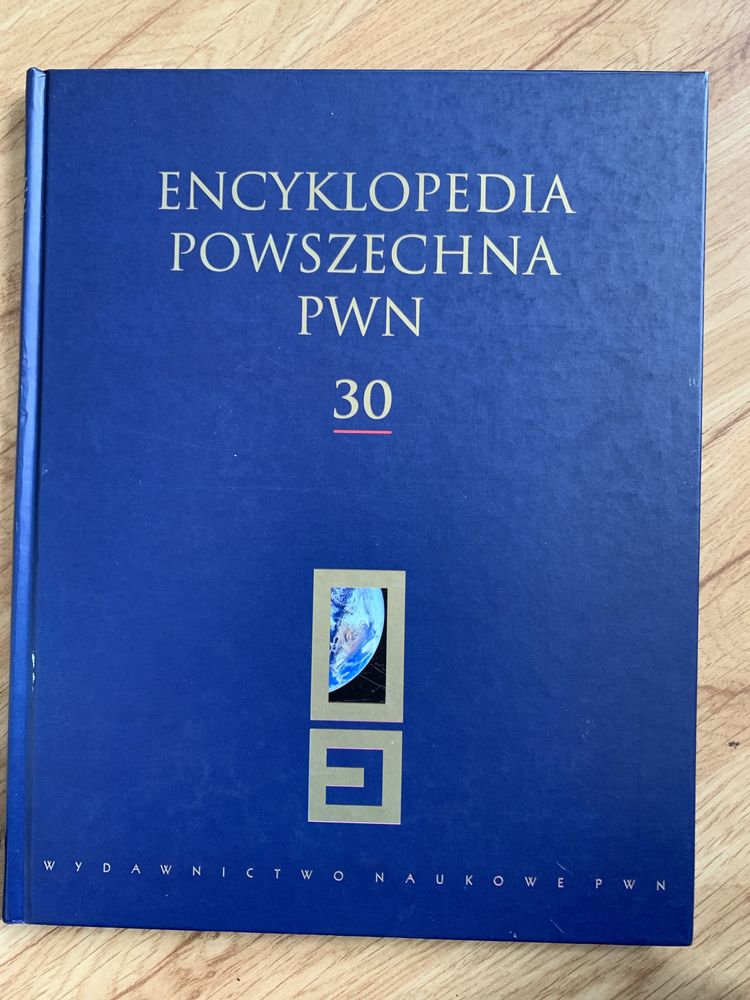 ENCYKLOPEDIA
POWSZECHNA
PWN
30
WYDAWNICTWO NAUKOWE PWN